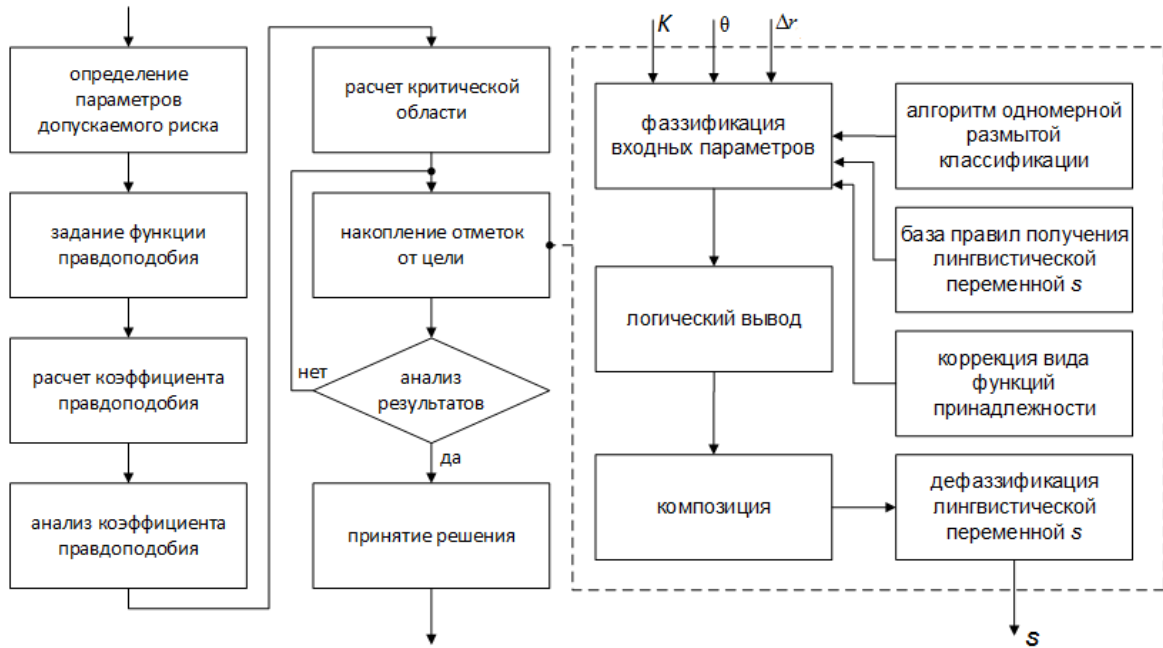 определение
параметров
допускаемого риска
задание функции
правдоподобия
расчет коэффициента
правдоподобия
анализ коэффициента
правдоподобия
расчет критической
области
накопление отметок
от цели
нет
анализ
результатов
да
принятие решения
K
θ
Δr
фаззификация
входных параметров
логический вывод
композиция
алгоритм одномерной
размытой
классификации
база правил получения
лингвистической
переменной s
коррекция вида
функций
принадлежности
дефаззификация
лингвистической
переменной s
s